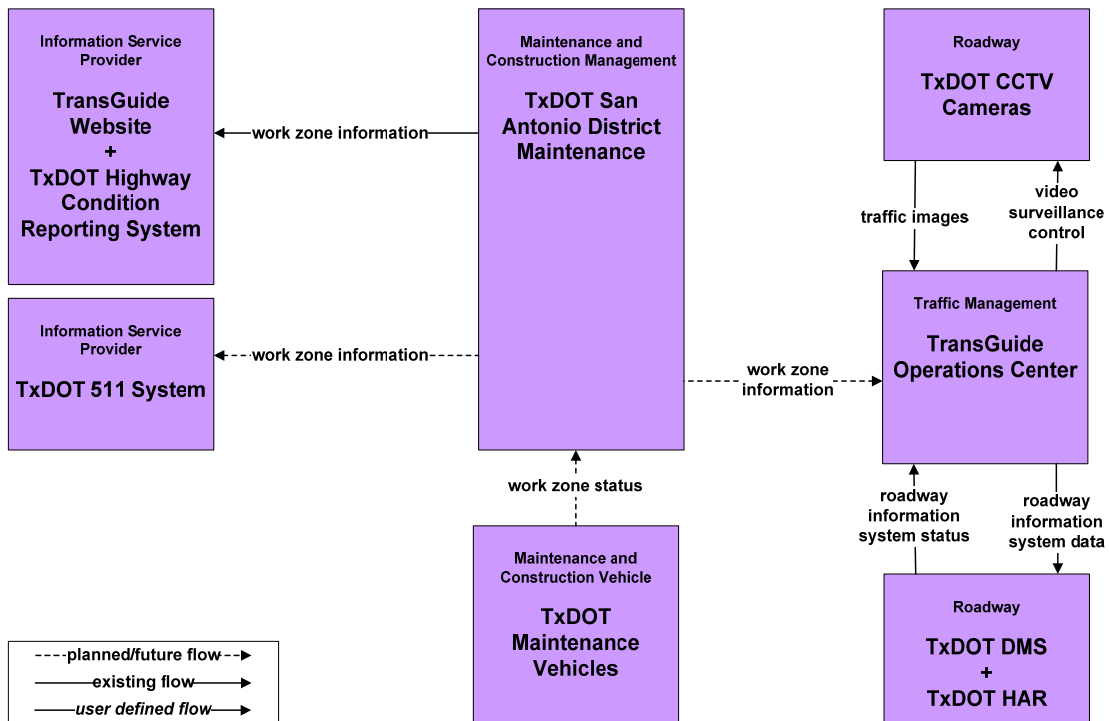 Information Service
Provider
TransGuide
Website
+
TxDOT Highway
Condition
Reporting System
work zone information
Maintenance and
Construction Management
TxDOT San
Antonio District
Maintenance
Roadway
TxDOT CCTV
Cameras
traffic images
video
surveillance
control
Information Service
Provider
TxDOT 511 System
work zone information
work zone
information
Traffic Management
TransGuide
Operations Center
work zone status
roadway
information
system status
roadway
information
system data
Maintenance and
Construction Vehicle
TxDOT
Maintenance
Vehicles
Roadway
TxDOT DMS
+
TxDOT HAR
planned/future flow
existing flow
user defined flow